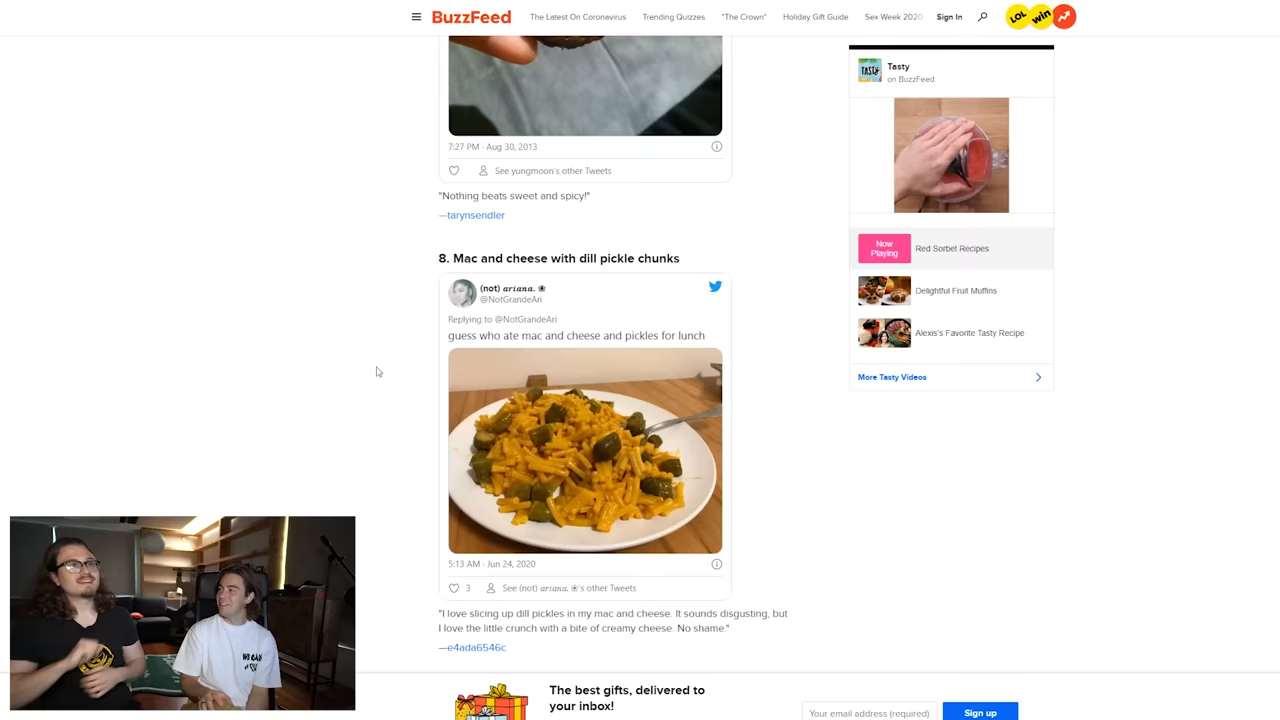 BuzzFeed
The Latest On Coronavirus
Trending Quizzes
"The Crown"
Holiday Gift Guide
Sex Week 2020
Sign In
LOL
win
7:27 PM · Aug 30, 2013
See yungmoon's other Tweets
"Nothing beats sweet and spicy!"
—tarynsendler
8. Mac and cheese with dill pickle chunks
(not) ariana. ❀
@NotGrandeAri
Replying to @NotGrandeAri
guess who ate mac and cheese and pickles for lunch
5:13 AM · Jun 24, 2020
3
See (not) ariana. ❀'s other Tweets
"I love slicing up dill pickles in my mac and cheese. It sounds disgusting, but
I love the little crunch with a bite of creamy cheese. No shame."
—e4ada6546c
TASTY
Tasty
on BuzzFeed
Now
Playing
Red Sorbet Recipes
Delightful Fruit Muffins
Alexis's Favorite Tasty Recipe
More Tasty Videos
The best gifts, delivered to
your inbox!
Your email address (required)
Sign up